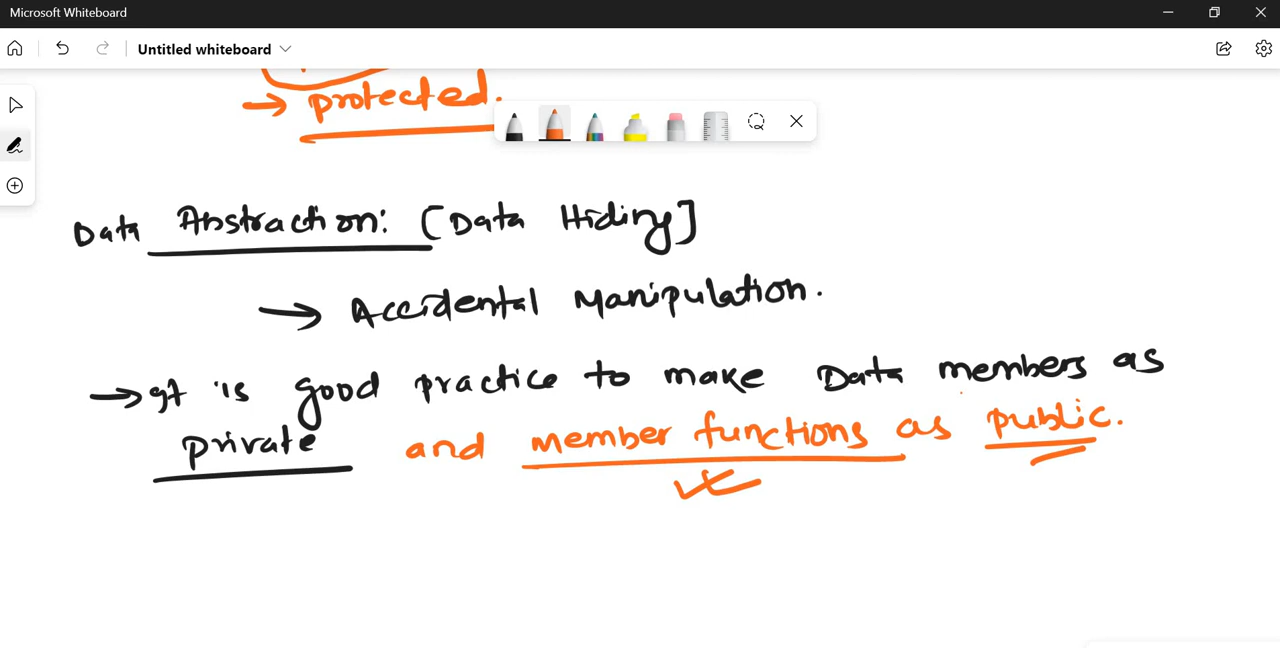 Microsoft Whiteboard
Untitled whiteboard
→ protected.
Data Abstraction: [Data Hiding]
→ Accidental Manipulation.
→ It is good practice to make Data members as
private and member functions as public.